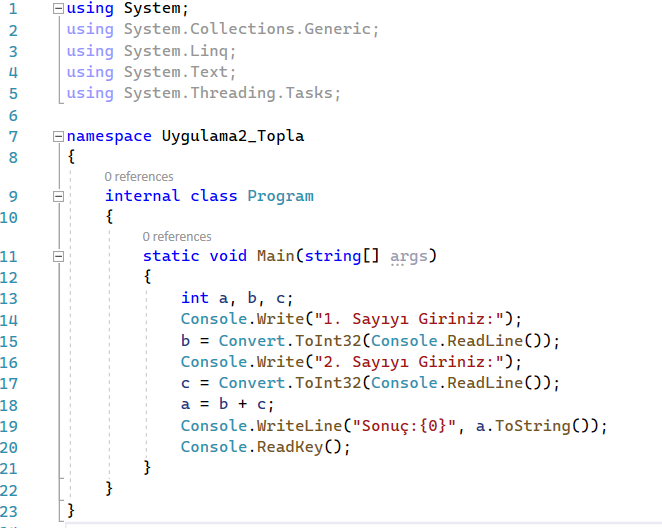 1 using System;
2 using System.Collections.Generic;
3 using System.Linq;
4 using System.Text;
5 using System.Threading.Tasks;
6
7 namespace Uygulama2_Topla
8 {
0 references
9 internal class Program
10 {
0 references
11 static void Main(string[] args)
12 {
13 int a, b, c;
14 Console.Write("1. Sayıyı Giriniz:");
15 b = Convert.ToInt32(Console.ReadLine());
16 Console.Write("2. Sayıyı Giriniz:");
17 c = Convert.ToInt32(Console.ReadLine());
18 a = b + c;
19 Console.WriteLine("Sonuç:{0}", a.ToString());
20 Console.ReadKey();
21 }
22 }
23 }